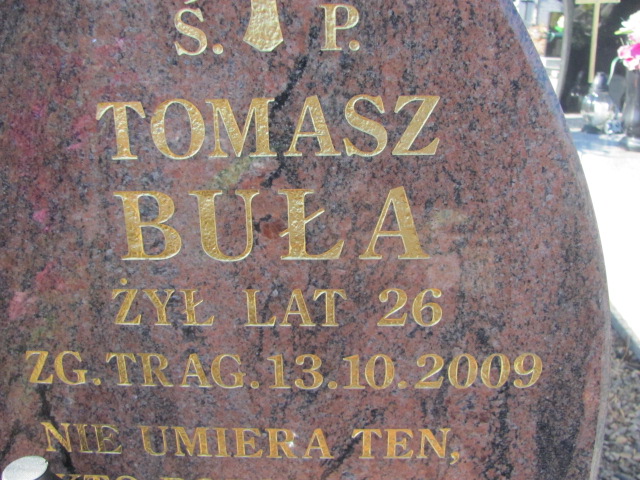 Ś. P.
TOMASZ
BUŁA
ŻYŁ LAT 26
ZG. TRAG. 13.10.2009
NIE UMIERA TEN,